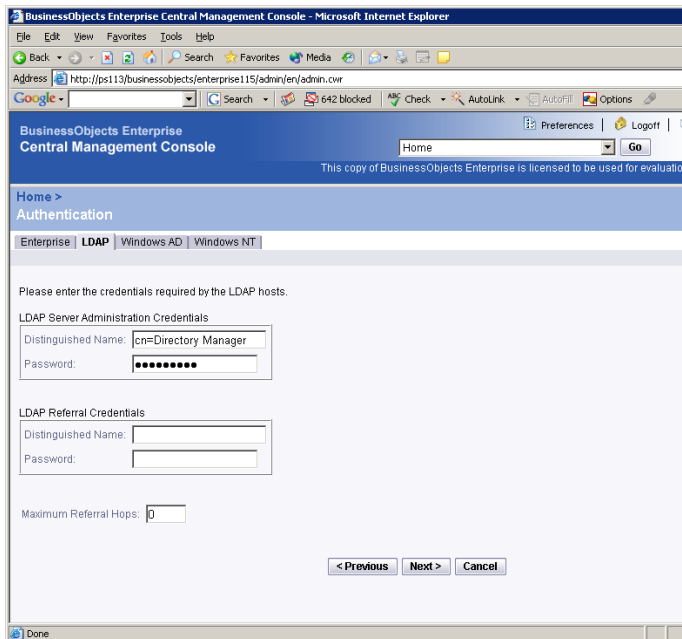 BusinessObjects Enterprise Central Management Console - Microsoft Internet Explorer
File Edit View Favorites Tools Help
Back Search Favorites Media
Address http://ps113/businessobjects/enterprise115/admin/en/admin.cwr
Google Search 642 blocked ABC Check AutoLink AutoFill Options
BusinessObjects Enterprise
Central Management Console
Preferences | Logoff |
Home Go
This copy of BusinessObjects Enterprise is licensed to be used for evaluatio
Home >
Authentication
Enterprise LDAP Windows AD Windows NT
Please enter the credentials required by the LDAP hosts.
LDAP Server Administration Credentials
Distinguished Name: cn=Directory Manager
Password: ●●●●●●●●●
LDAP Referral Credentials
Distinguished Name:
Password:
Maximum Referral Hops: 0
< Previous Next > Cancel
Done